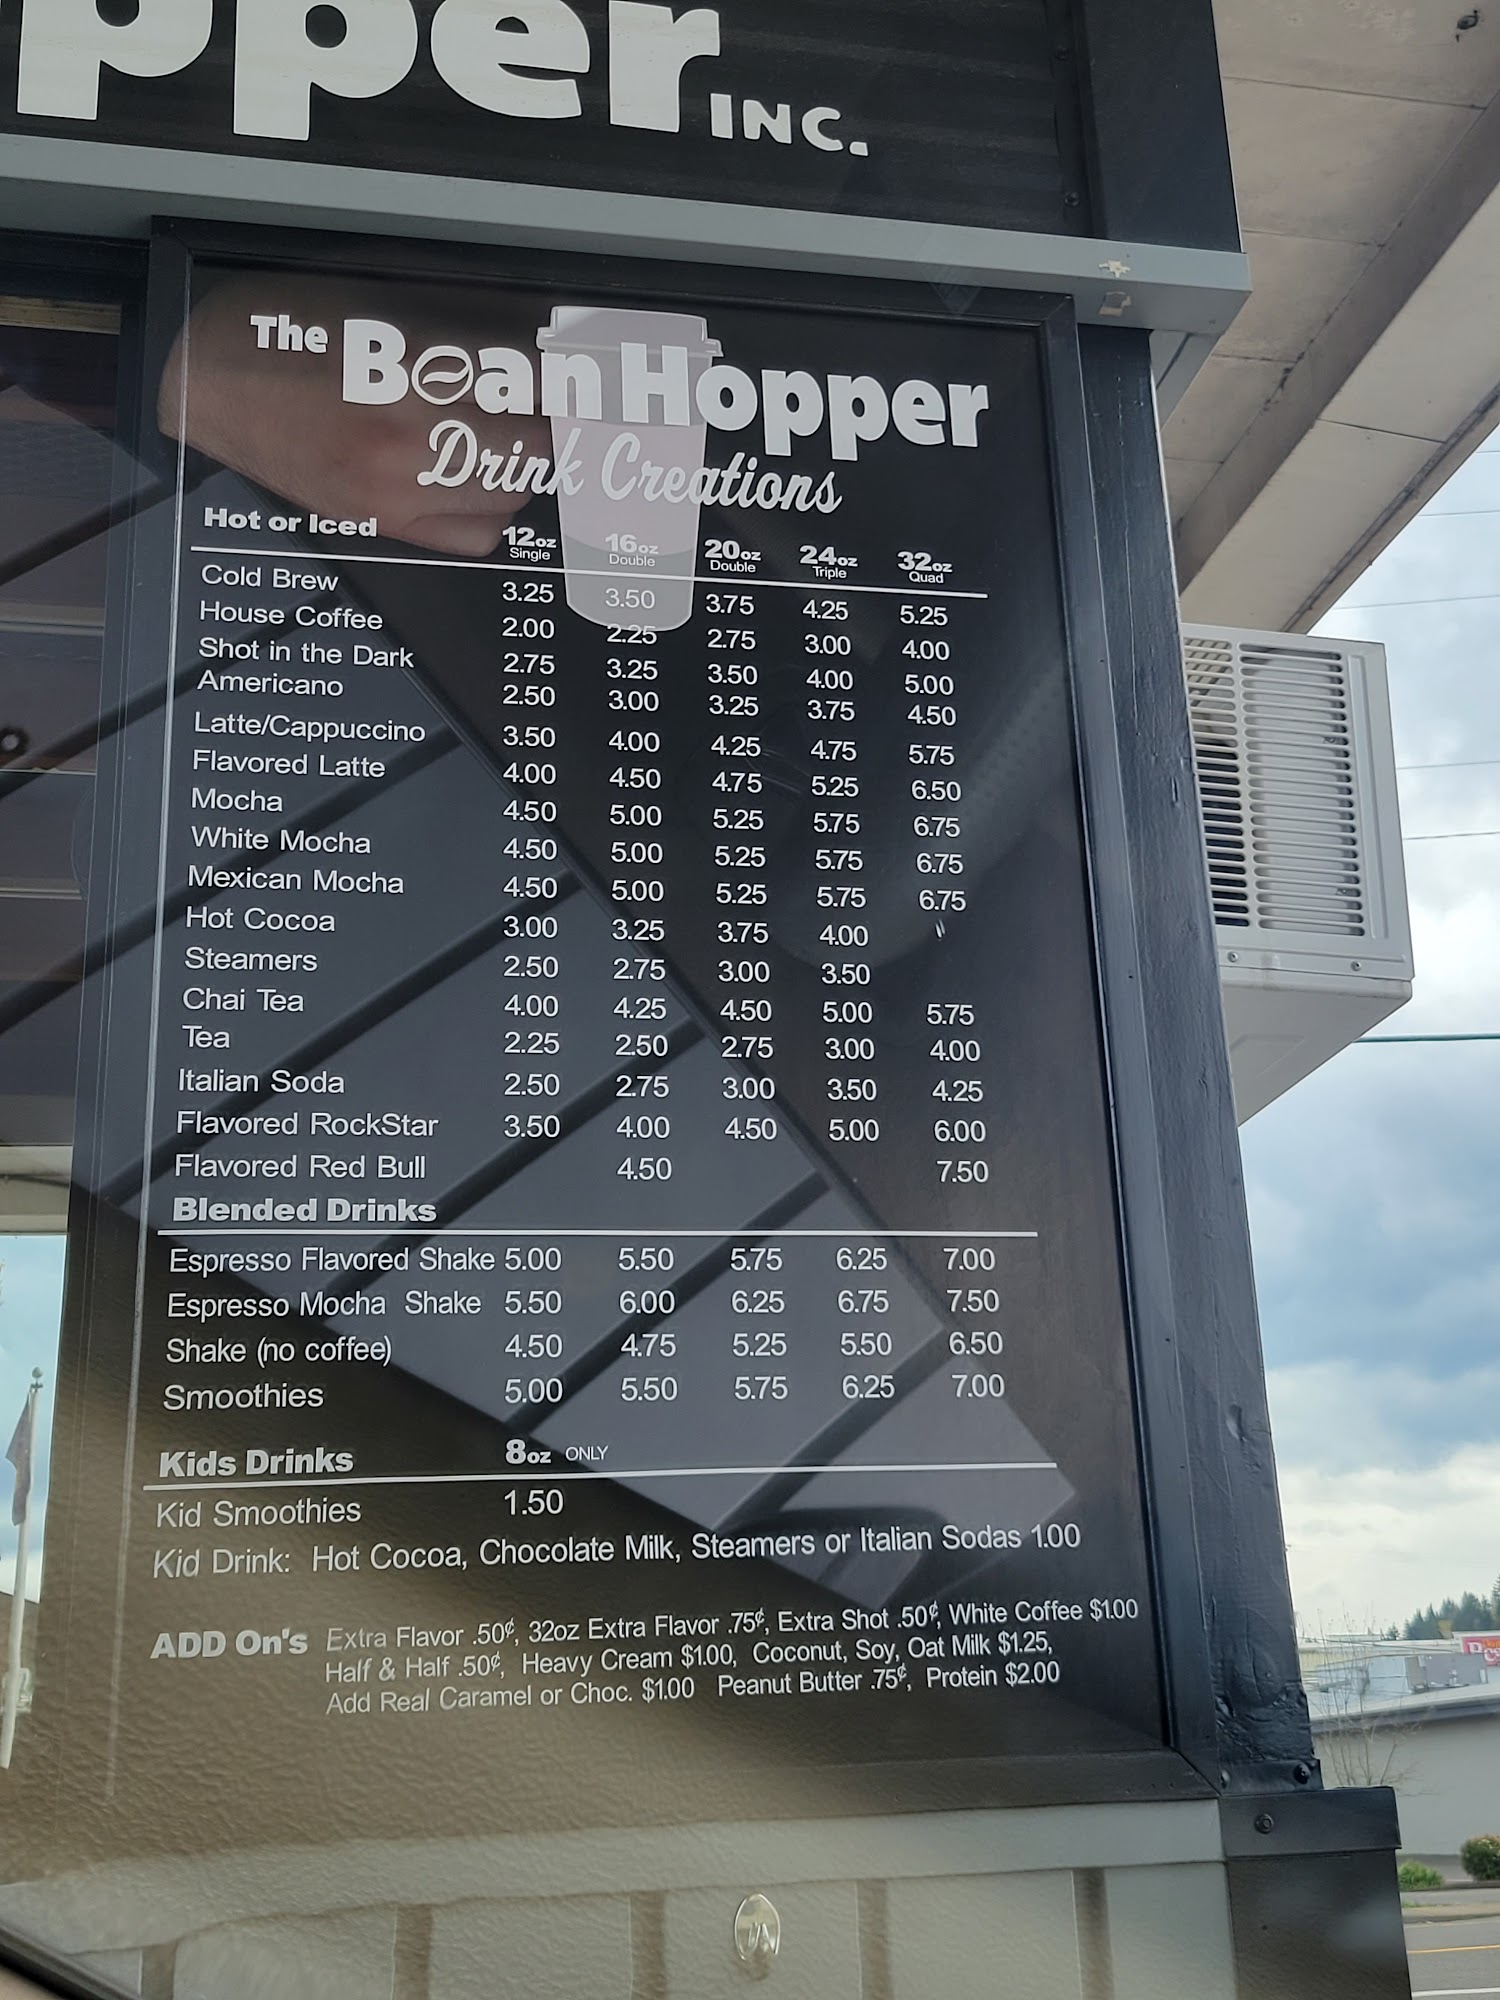 pper INC.
The Bean Hopper
Drink Creations
Hot or Iced 12oz Single 16oz Double 20oz Double 24oz Triple 32oz Quad
Cold Brew 3.25 3.50 3.75 4.25 5.25
House Coffee 2.00 2.25 2.75 3.00 4.00
Shot in the Dark 2.75 3.25 3.50 4.00 5.00
Americano 2.50 3.00 3.25 3.75 4.50
Latte/Cappuccino 3.50 4.00 4.25 4.75 5.75
Flavored Latte 4.00 4.50 4.75 5.25 6.50
Mocha 4.50 5.00 5.25 5.75 6.75
White Mocha 4.50 5.00 5.25 5.75 6.75
Mexican Mocha 4.50 5.00 5.25 5.75 6.75
Hot Cocoa 3.00 3.25 3.75 4.00
Steamers 2.50 2.75 3.00 3.50
Chai Tea 4.00 4.25 4.50 5.00 5.75
Tea 2.25 2.50 2.75 3.00 4.00
Italian Soda 2.50 2.75 3.00 3.50 4.25
Flavored RockStar 3.50 4.00 4.50 5.00 6.00
Flavored Red Bull 4.50 7.50
Blended Drinks
Espresso Flavored Shake 5.00 5.50 5.75 6.25 7.00
Espresso Mocha Shake 5.50 6.00 6.25 6.75 7.50
Shake (no coffee) 4.50 4.75 5.25 5.50 6.50
Smoothies 5.00 5.50 5.75 6.25 7.00
Kids Drinks 8oz ONLY
Kid Smoothies 1.50
Kid Drink: Hot Cocoa, Chocolate Milk, Steamers or Italian Sodas 1.00
ADD On's Extra Flavor .50¢, 32oz Extra Flavor .75¢, Extra Shot .50¢, White Coffee $1.00
Half & Half .50¢, Heavy Cream $1.00, Coconut, Soy, Oat Milk $1.25,
Add Real Caramel or Choc. $1.00 Peanut Butter .75¢, Protein $2.00